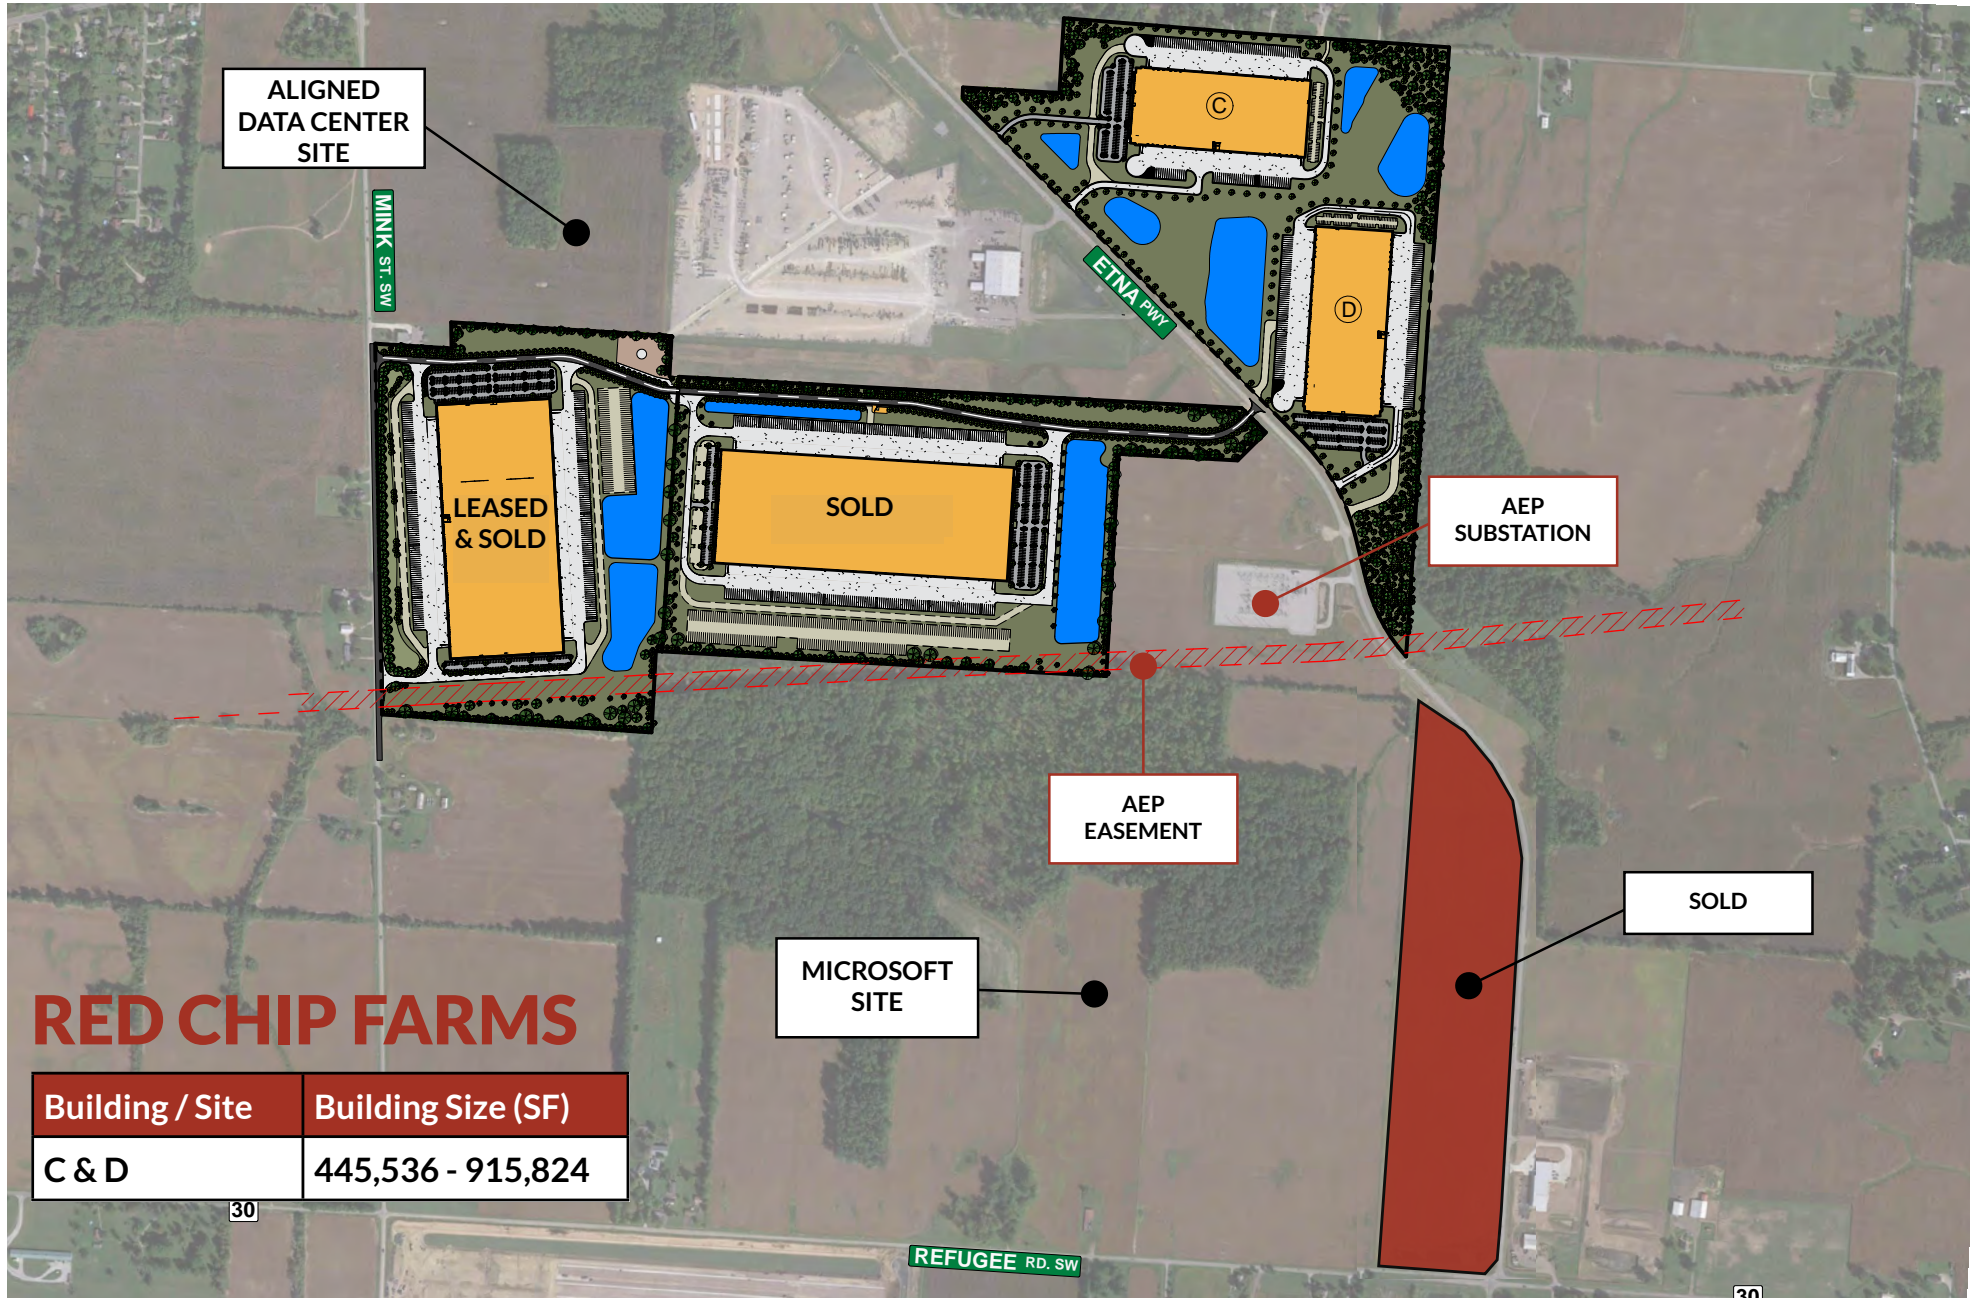 ALIGNED
DATA CENTER
SITE
MINK ST. SW
C
D
ETNA PWY
LEASED
& SOLD
SOLD
AEP
SUBSTATION
AEP
EASEMENT
SOLD
MICROSOFT
SITE
RED CHIP FARMS
Building / Site Building Size (SF)
C & D 445,536 - 915,824
30
REFUGEE RD. SW
30